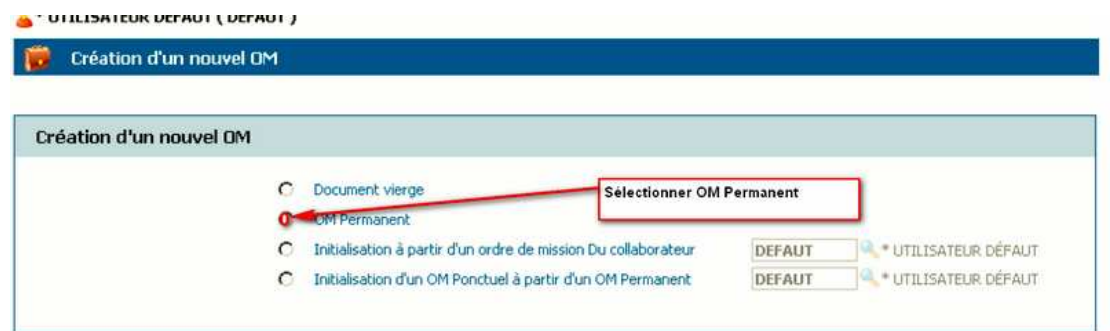 * UTILISATEUR DEFAUT ( DEFAUT )
Création d'un nouvel OM
Création d'un nouvel OM
Document vierge
Sélectionner OM Permanent
OM Permanent
Initialisation à partir d'un ordre de mission Du collaborateur DEFAUT * UTILISATEUR DÉFAUT
Initialisation d'un OM Ponctuel à partir d'un OM Permanent DEFAUT * UTILISATEUR DÉFAUT